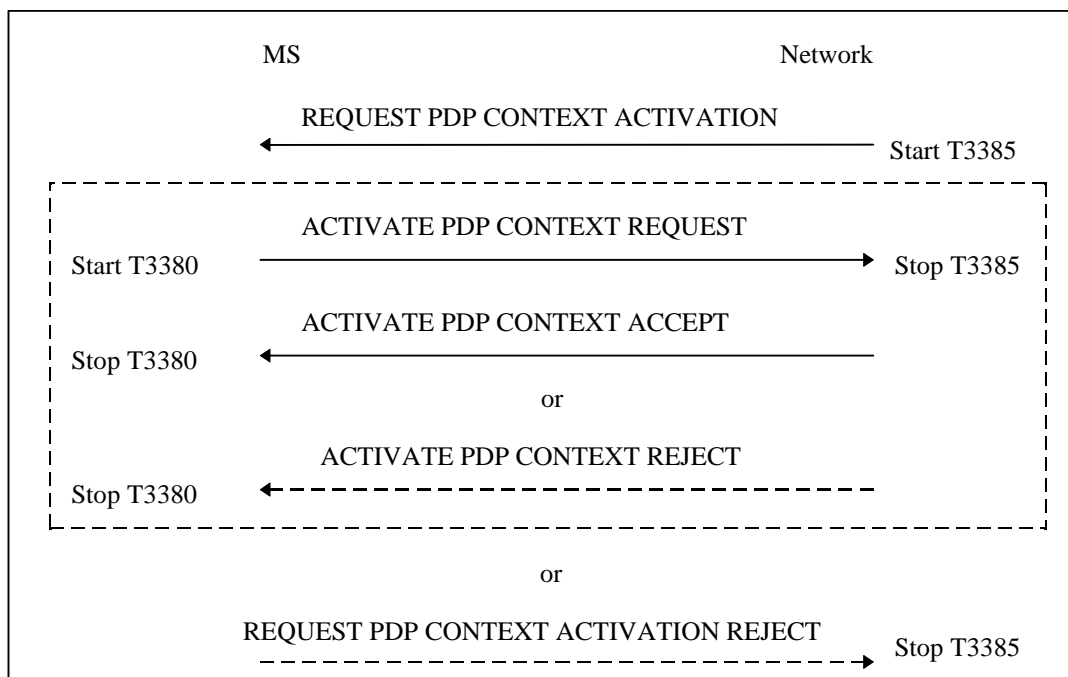 MS Network
REQUEST PDP CONTEXT ACTIVATION
Start T3385
ACTIVATE PDP CONTEXT REQUEST
Start T3380 Stop T3385
ACTIVATE PDP CONTEXT ACCEPT
Stop T3380
or
ACTIVATE PDP CONTEXT REJECT
Stop T3380
or
REQUEST PDP CONTEXT ACTIVATION REJECT
Stop T3385